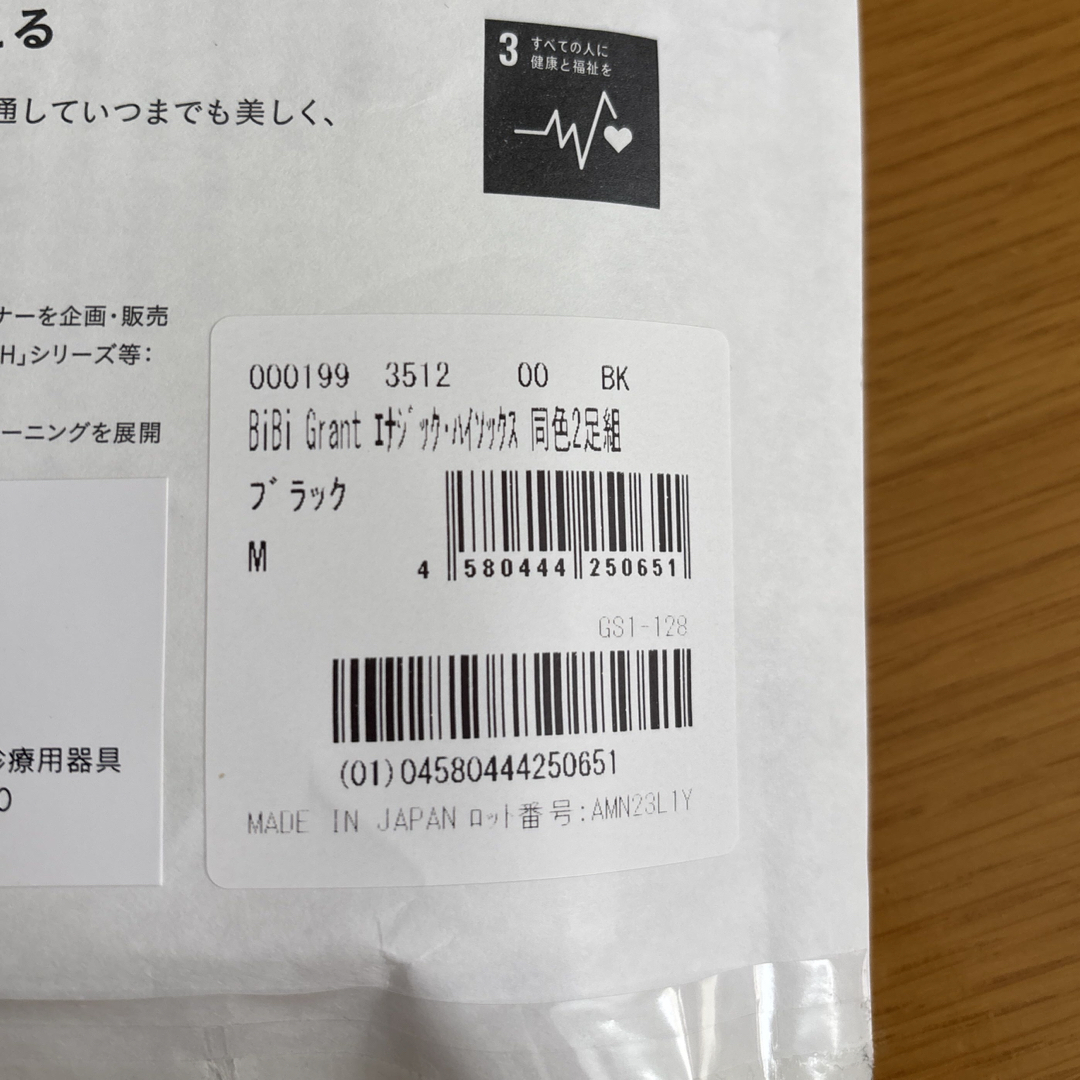 える
通していつまでも美しく、
3 すべての人に
健康と福祉を
ナーを企画・販売
H」シリーズ等：
ーニングを展開
000199 3512 00 BK
BiBi Grant ｴﾅｼﾞｯｸ・ﾊｲｿｯｸｽ 同色2足組
ﾌﾞﾗｯｸ
M
4 580444 250651
GS1-128
(01)04580444250651
診療用器具
0
MADE IN JAPAN ﾛｯﾄ番号:AMN23L1Y